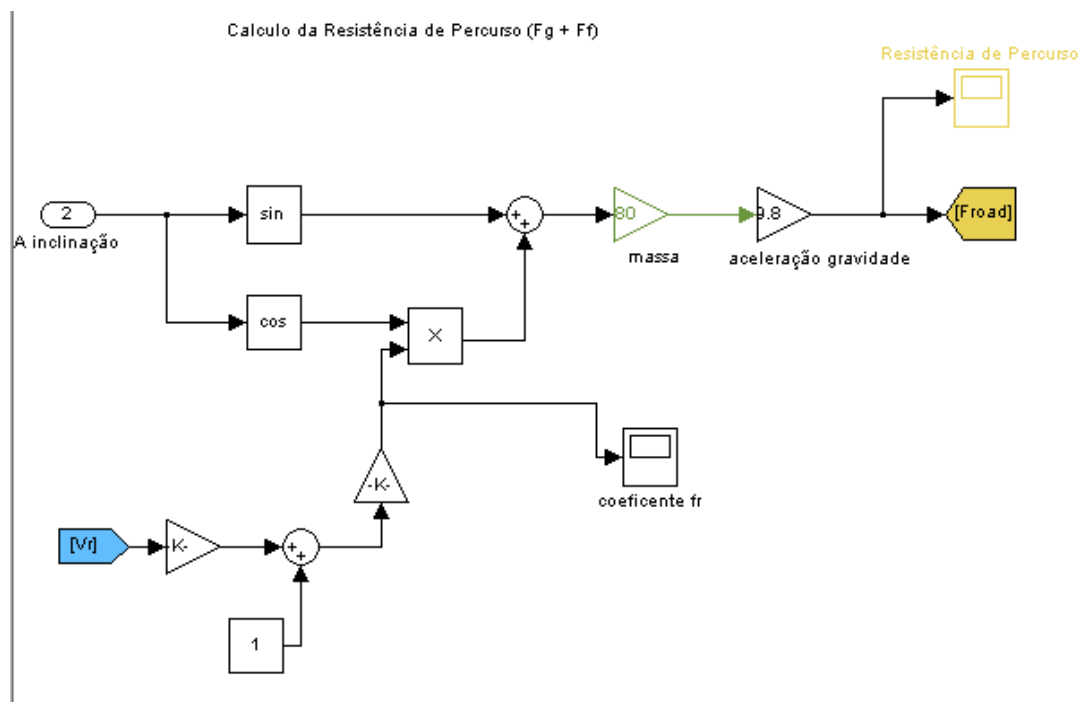 Calculo da Resistência de Percurso (Fg + Ff)
Resistência de Percurso
2
A inclinação
sin
+
+
80
massa
9.8
aceleração gravidade
[Froad]
cos
X
-K-
coeficente fr
[Vr]
K-
+
+
1